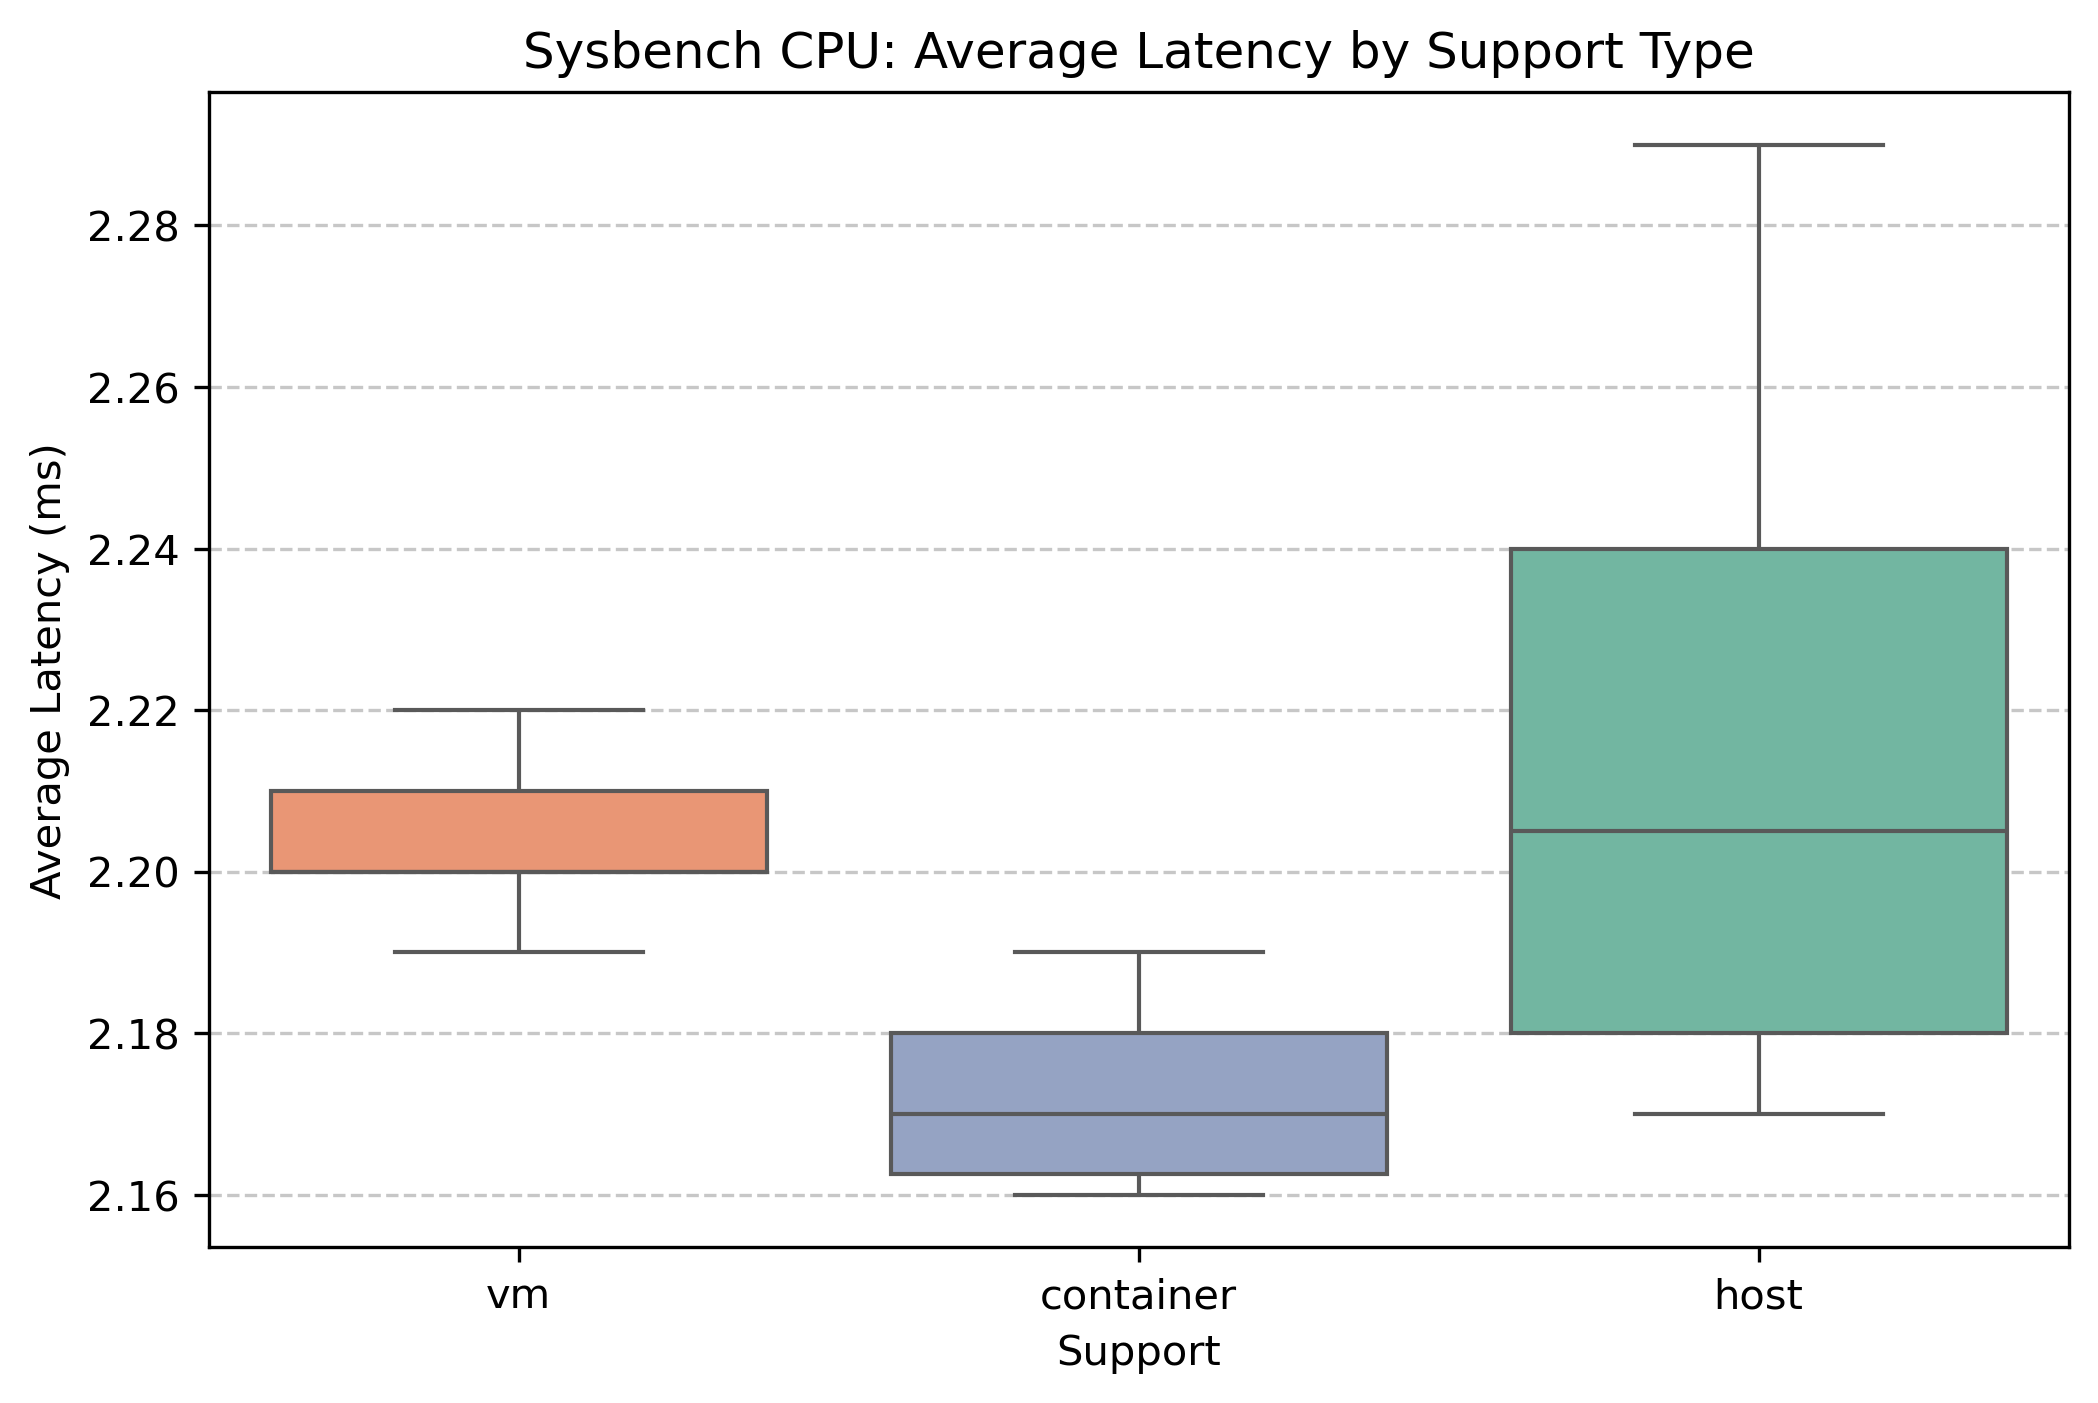 Sysbench CPU: Average Latency by Support Type
Average Latency (ms)
2.28
2.26
2.24
2.22
2.20
2.18
2.16
vm
container
host
Support